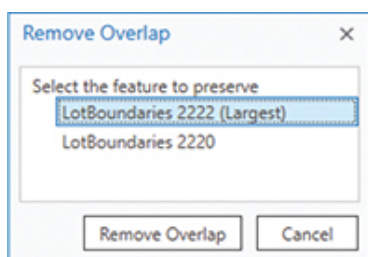 Remove Overlap
Select the feature to preserve
LotBoundaries 2222 (Largest)
LotBoundaries 2220
Remove Overlap
Cancel